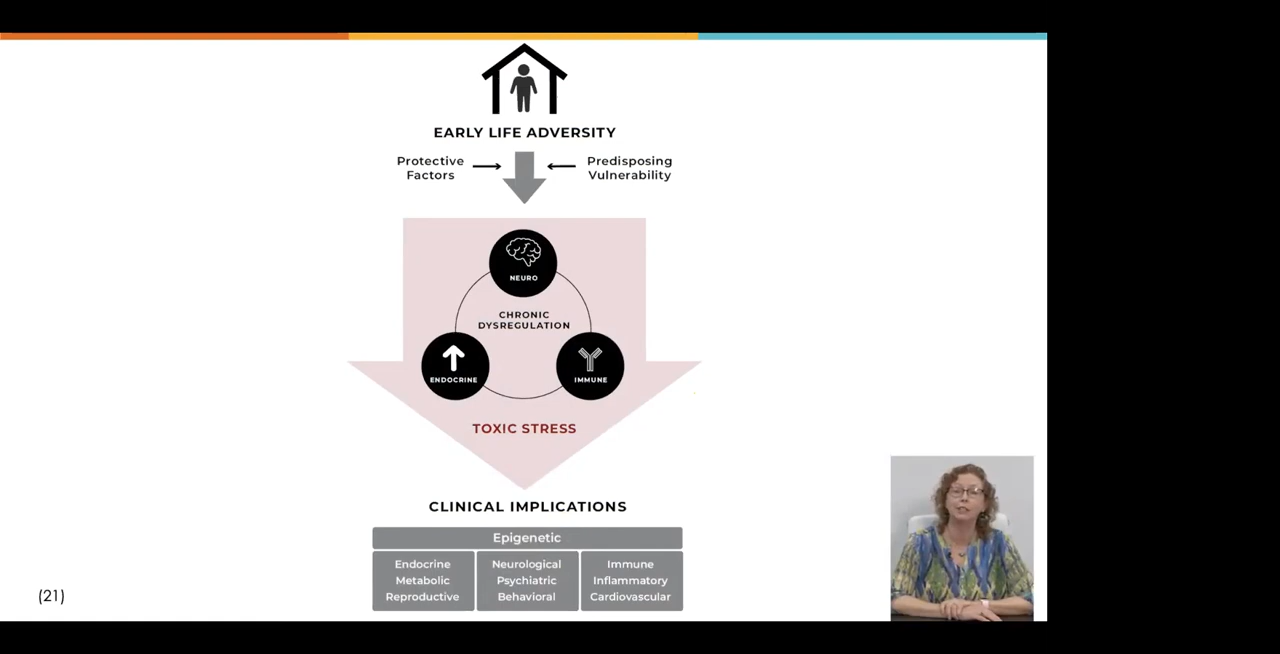 EARLY LIFE ADVERSITY
Protective
Factors
Predisposing
Vulnerability
NEURO
CHRONIC
DYSREGULATION
ENDOCRINE
IMMUNE
TOXIC STRESS
CLINICAL IMPLICATIONS
Epigenetic
Endocrine
Metabolic
Reproductive
Neurological
Psychiatric
Behavioral
Immune
Inflammatory
Cardiovascular
(21)